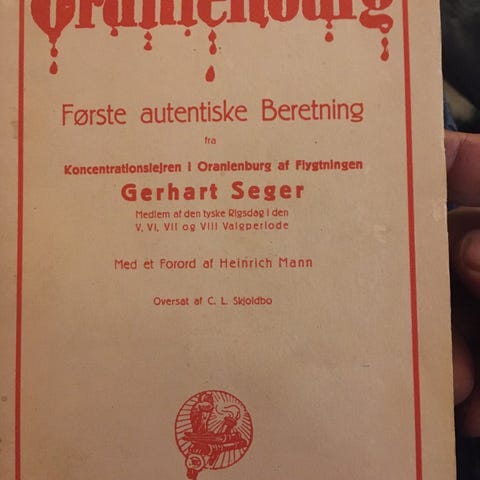 Oranienburg
Første autentiske Beretning
fra
Koncentrationslejren i Oranienburg af Flygtningen
Gerhart Seger
Medlem af den tyske Rigsdag i den
V, VI, VII og VIII Valgperiode
Med et Forord af Heinrich Mann
Oversat af C. L. Skjoldbo